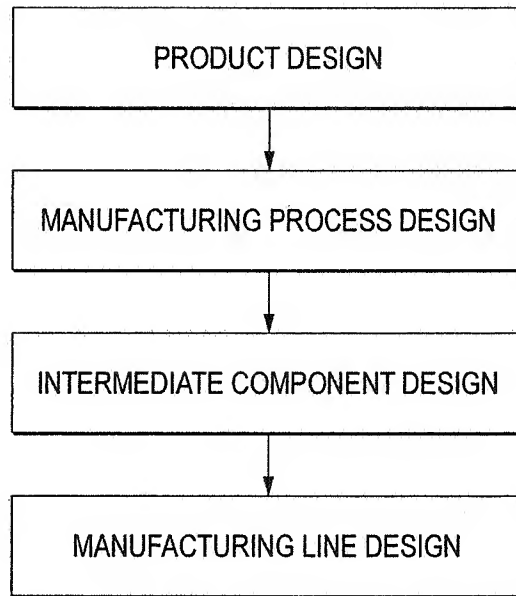 PRODUCT DESIGN
MANUFACTURING PROCESS DESIGN
INTERMEDIATE COMPONENT DESIGN
MANUFACTURING LINE DESIGN